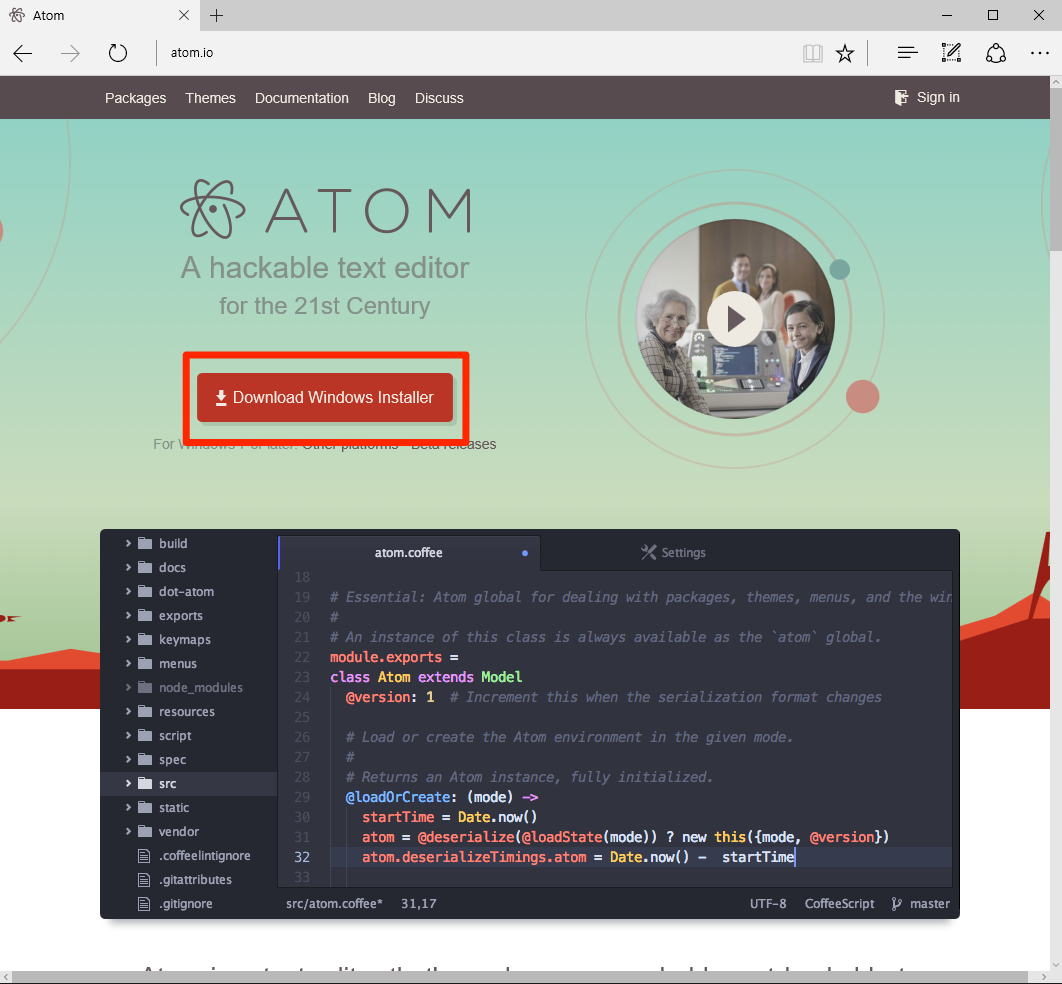 Atom
atom.io
Packages Themes Documentation Blog Discuss Sign in
ATOM
A hackable text editor
for the 21st Century
Download Windows Installer
For Windows 7 or later. Other platforms - Beta releases
build
docs
dot-atom
exports
keymaps
menus
node_modules
resources
script
spec
src
static
vendor
.coffeelintignore
.gitattributes
.gitignore
atom.coffee Settings
18
19 # Essential: Atom global for dealing with packages, themes, menus, and the win
20 #
21 # An instance of this class is always available as the `atom` global.
22 module.exports =
23 class Atom extends Model
24 @version: 1 # Increment this when the serialization format changes
25
26 # Load or create the Atom environment in the given mode.
27 #
28 # Returns an Atom instance, fully initialized.
29 @loadOrCreate: (mode) ->
30 startTime = Date.now()
31 atom = @deserialize(@loadState(mode)) ? new this({mode, @version})
32 atom.deserializeTimings.atom = Date.now() - startTime
33
src/atom.coffee* 31,17 UTF-8 CoffeeScript master